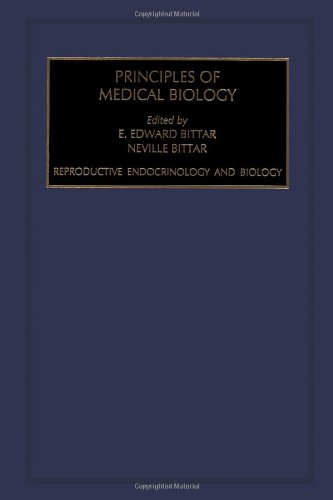 PRINCIPLES OF
MEDICAL BIOLOGY
Edited by
E. EDWARD BITTAR
NEVILLE BITTAR
REPRODUCTIVE ENDOCRINOLOGY AND BIOLOGY